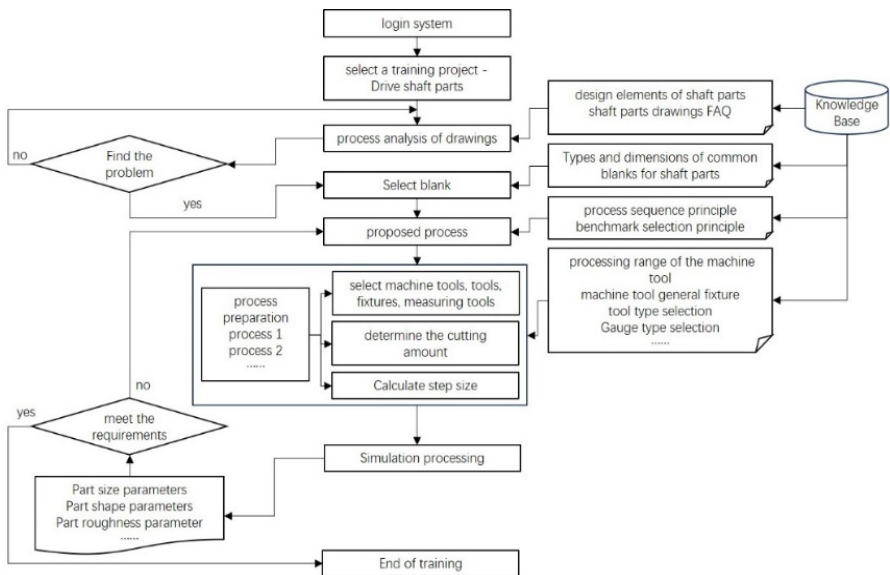 login system
select a training project -
Drive shaft parts
design elements of shaft parts
shaft parts drawings FAQ
Knowledge
Base
process analysis of drawings
no
Find the
problem
yes
Types and dimensions of common
blanks for shaft parts
Select blank
process sequence principle
benchmark selection principle
proposed process
processing range of the machine
tool
machine tool general fixture
tool type selection
Gauge type selection
......
process
preparation
process 1
process 2
......
select machine tools, tools,
fixtures, measuring tools
determine the cutting
amount
Calculate step size
no
yes
meet the
requirements
Simulation processing
Part size parameters
Part shape parameters
Part roughness parameter
......
End of training